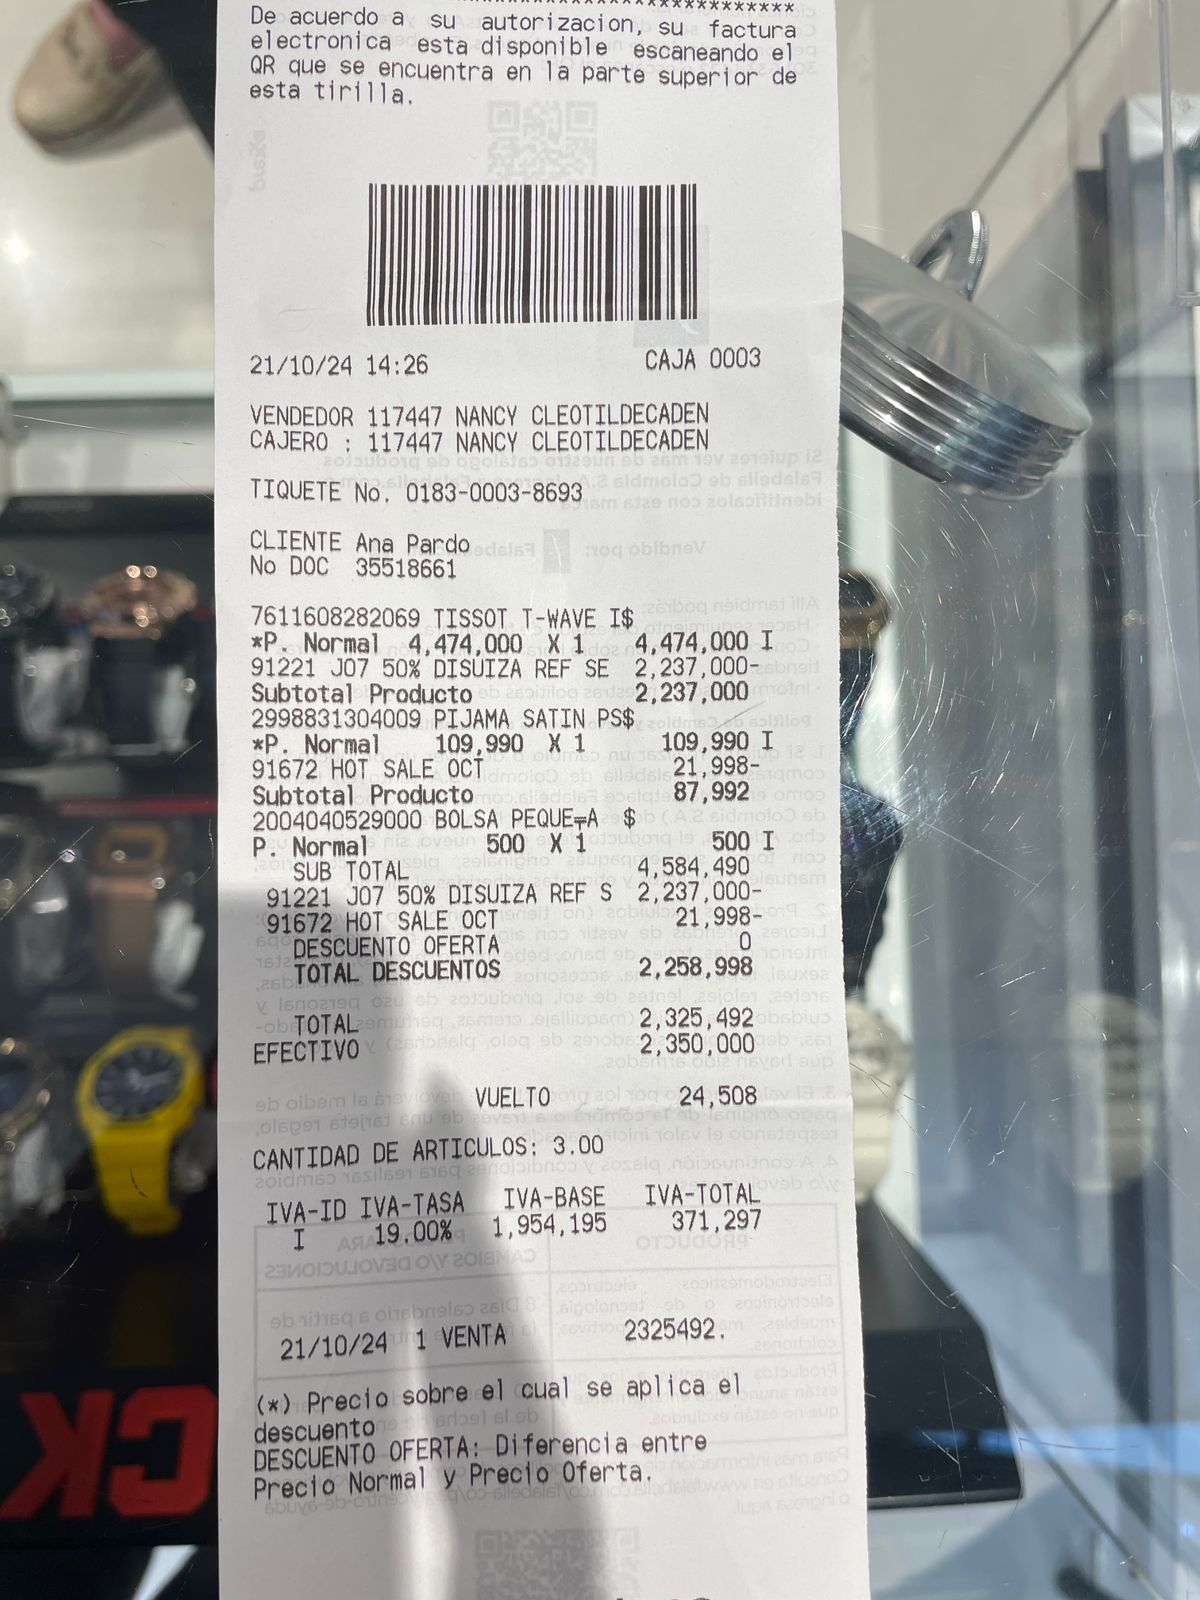 De acuerdo a su autorizacion, su factura
electronica esta disponible escaneando el
QR que se encuentra en la parte superior de
esta tirilla.
21/10/24 14:26 CAJA 0003
VENDEDOR 117447 NANCY CLEOTILDECADEN
CAJERO : 117447 NANCY CLEOTILDECADEN
TIQUETE No. 0183-0003-8693
CLIENTE Ana Pardo
No DOC 35518661
7611608282069 TISSOT T-WAVE I$
*P. Normal 4,474,000 X 1 4,474,000 I
91221 J07 50% DISUIZA REF SE 2,237,000-
Subtotal Producto 2,237,000
2998831304009 PIJAMA SATIN PS$
*P. Normal 109,990 X 1 109,990 I
91672 HOT SALE OCT 21,998-
Subtotal Producto 87,992
2004040529000 BOLSA PEQUE╤A $
P. Normal 500 X 1 500 I
SUB TOTAL 4,584,490
91221 J07 50% DISUIZA REF S 2,237,000-
91672 HOT SALE OCT 21,998-
DESCUENTO OFERTA 0
TOTAL DESCUENTOS 2,258,998
TOTAL 2,325,492
EFECTIVO 2,350,000
VUELTO 24,508
CANTIDAD DE ARTICULOS: 3.00
IVA-ID IVA-TASA IVA-BASE IVA-TOTAL
I 19.00% 1,954,195 371,297
21/10/24 1 VENTA 2325492.
(*) Precio sobre el cual se aplica el
descuento
DESCUENTO OFERTA: Diferencia entre
Precio Normal y Precio Oferta.